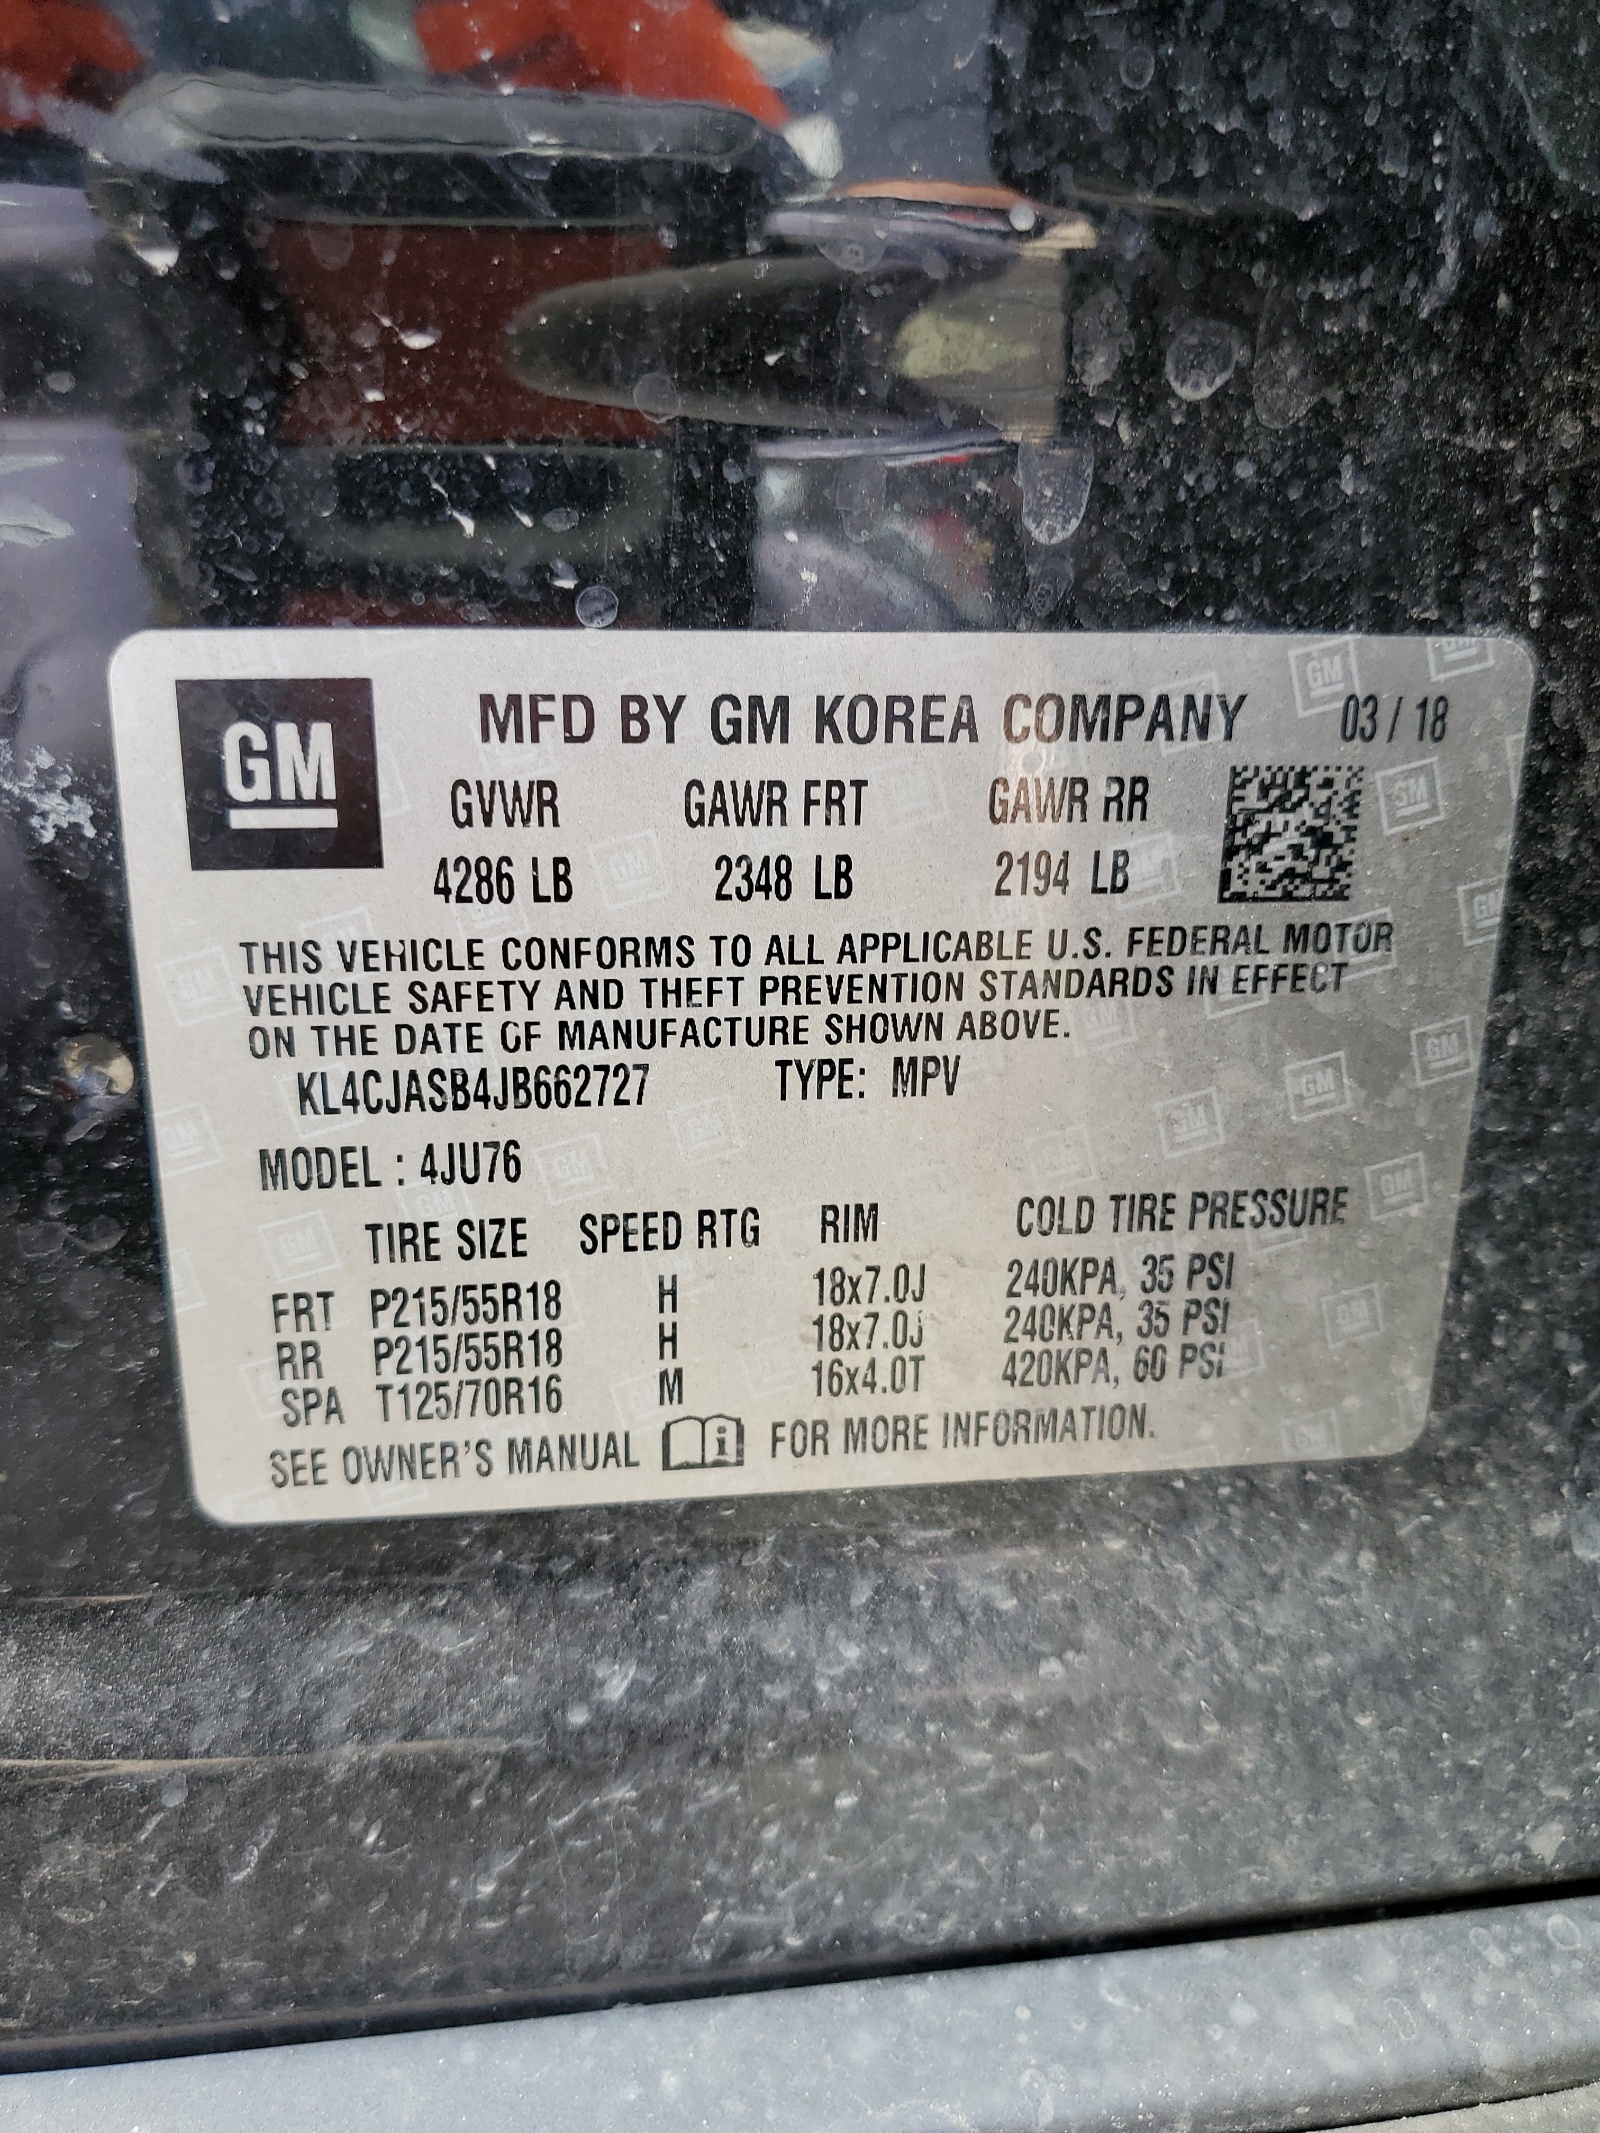 GM
MFD BY GM KOREA COMPANY 03 / 18
GVWR GAWR FRT GAWR RR
4286 LB 2348 LB 2194 LB
THIS VEHICLE CONFORMS TO ALL APPLICABLE U.S. FEDERAL MOTOR
VEHICLE SAFETY AND THEFT PREVENTION STANDARDS IN EFFECT
ON THE DATE OF MANUFACTURE SHOWN ABOVE.
KL4CJASB4JB662727 TYPE: MPV
MODEL : 4JU76
TIRE SIZE SPEED RTG RIM COLD TIRE PRESSURE
FRT P215/55R18 H 18x7.0J 240KPA, 35 PSI
RR P215/55R18 H 18x7.0J 240KPA, 35 PSI
SPA T125/70R16 M 16x4.0T 420KPA, 60 PSI
SEE OWNER'S MANUAL i FOR MORE INFORMATION.